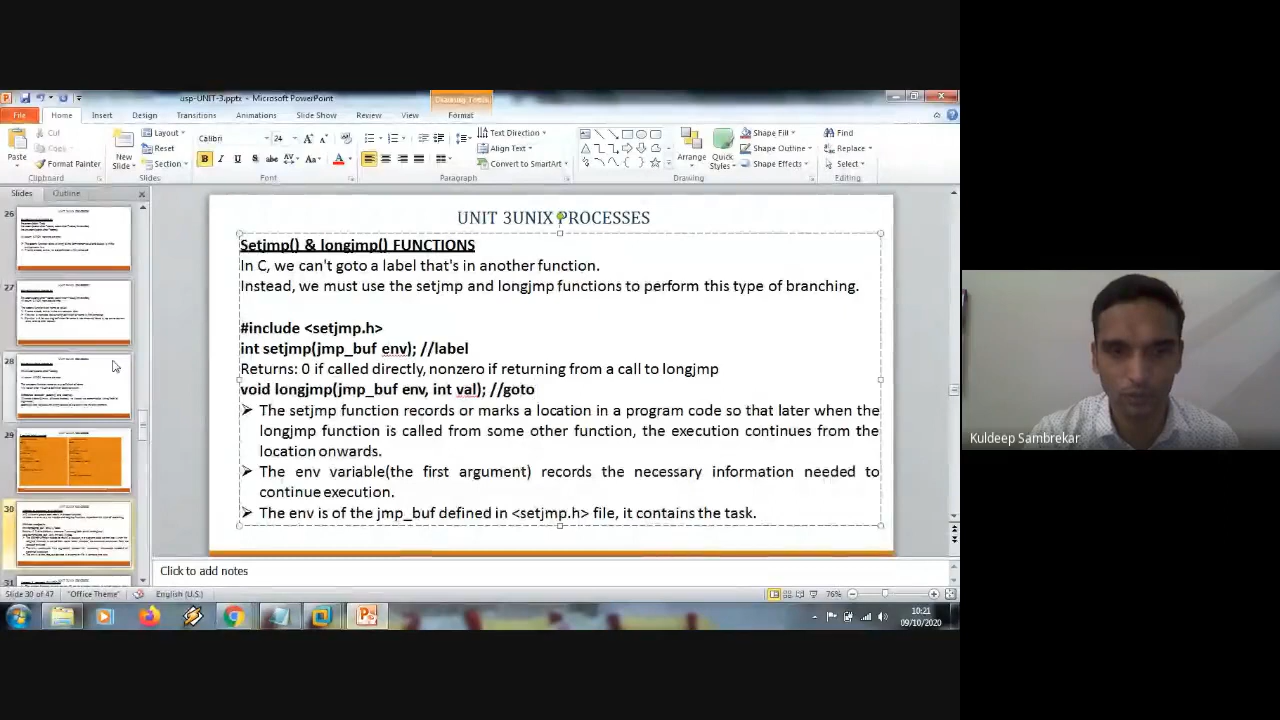 usp-UNIT-3.pptx - Microsoft PowerPoint
Drawing Tools
File Home Insert Design Transitions Animations Slide Show Review View Format
Paste
Cut
Copy
Format Painter
Clipboard
New Slide
Layout
Reset
Section
Slides
Calibri 24
Font
Paragraph
Text Direction
Align Text
Convert to SmartArt
Arrange
Quick Styles
Shape Fill
Shape Outline
Shape Effects
Drawing
Find
Replace
Select
Editing
Slides Outline
26
27
28
29
30
31
UNIT 3UNIX PROCESSES
Setjmp() & longjmp() FUNCTIONS
In C, we can't goto a label that's in another function.
Instead, we must use the setjmp and longjmp functions to perform this type of branching.
#include <setjmp.h>
int setjmp(jmp_buf env); //label
Returns: 0 if called directly, nonzero if returning from a call to longjmp
void longjmp(jmp_buf env, int val); //goto
➢ The setjmp function records or marks a location in a program code so that later when the
longjmp function is called from some other function, the execution continues from the
location onwards.
➢ The env variable(the first argument) records the necessary information needed to
continue execution.
➢ The env is of the jmp_buf defined in <setjmp.h> file, it contains the task.
Click to add notes
Slide 30 of 47 "Office Theme" English (U.S.) 76%
10:21
09/10/2020
Kuldeep Sambrekar